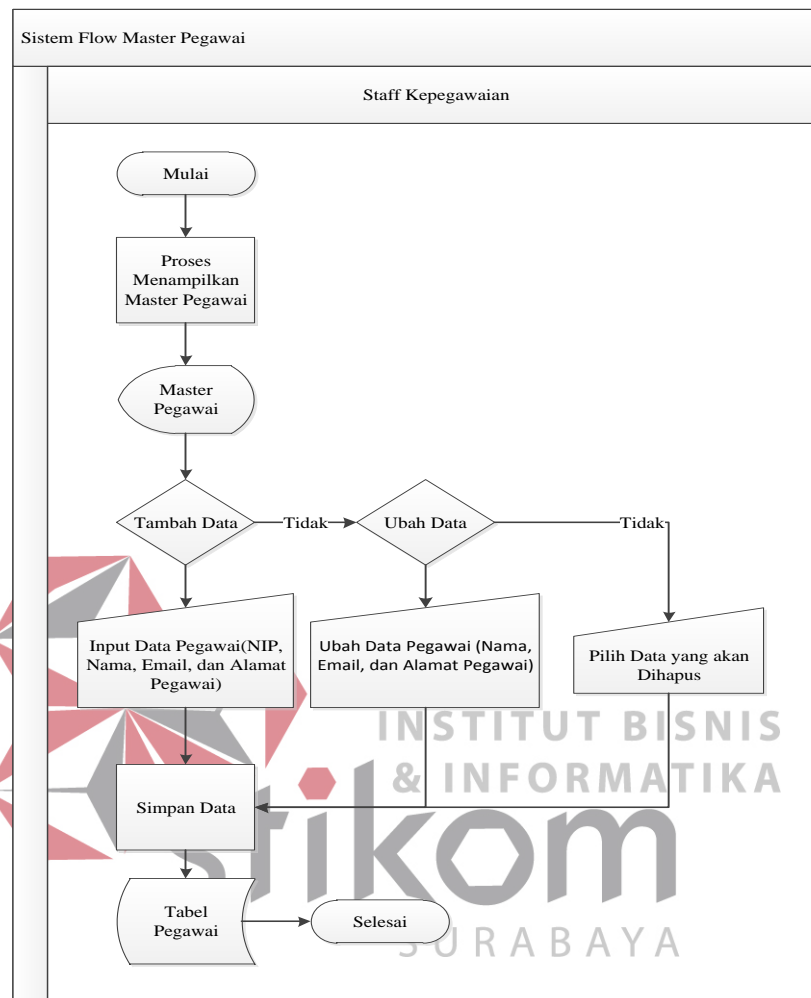 Sistem Flow Master Pegawai
Staff Kepegawaian
Mulai
Proses
Menampilkan
Master Pegawai
Master
Pegawai
Tambah Data
Tidak
Ubah Data
Tidak
Input Data Pegawai(NIP,
Nama, Email, dan Alamat
Pegawai)
Ubah Data Pegawai (Nama,
Email, dan Alamat Pegawai)
Pilih Data yang akan
Dihapus
INSTITUT BISNIS
& INFORMATIKA
stikom
SURABAYA
Simpan Data
Tabel
Pegawai
Selesai